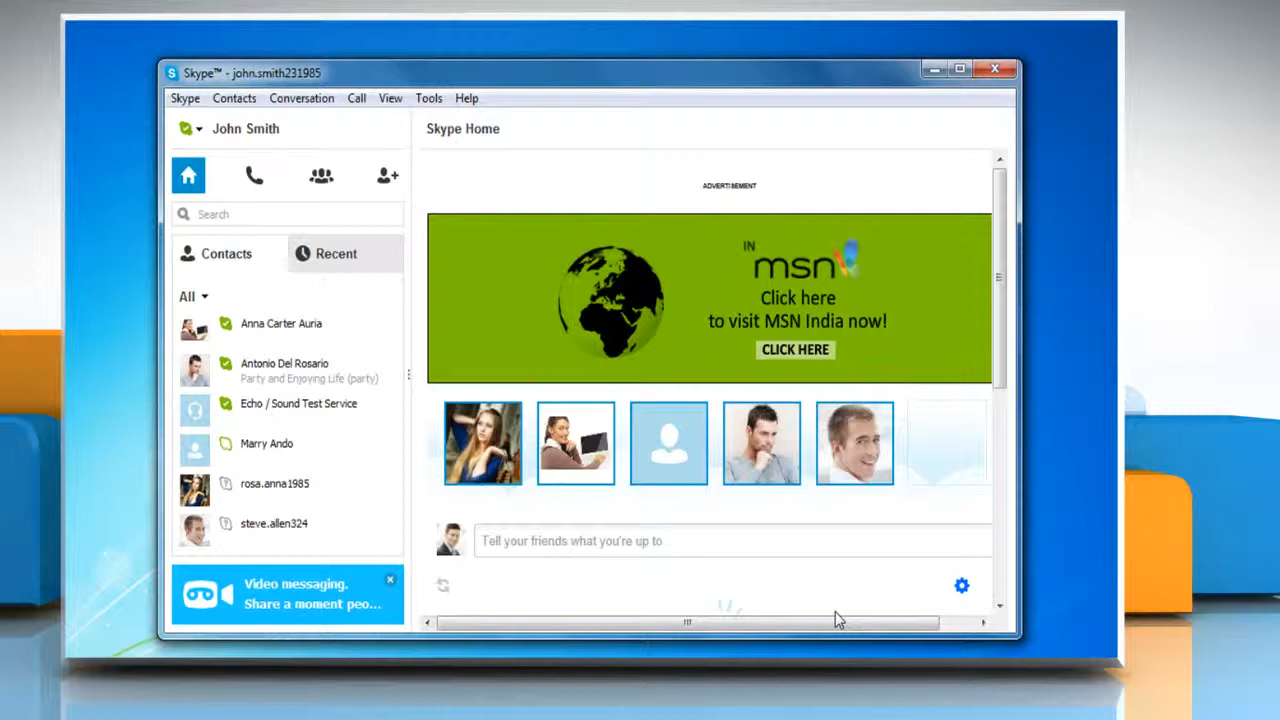 Skype™ - john.smith231985
Skype Contacts Conversation Call View Tools Help
John Smith
Search
Contacts
Recent
All
Anna Carter Auria
Antonio Del Rosario
Party and Enjoying Life (party)
Echo / Sound Test Service
Marry Ando
rosa.anna1985
steve.allen324
Video messaging.
Share a moment peo...
Skype Home
ADVERTISEMENT
IN
msn
Click here
to visit MSN India now!
CLICK HERE
Tell your friends what you're up to